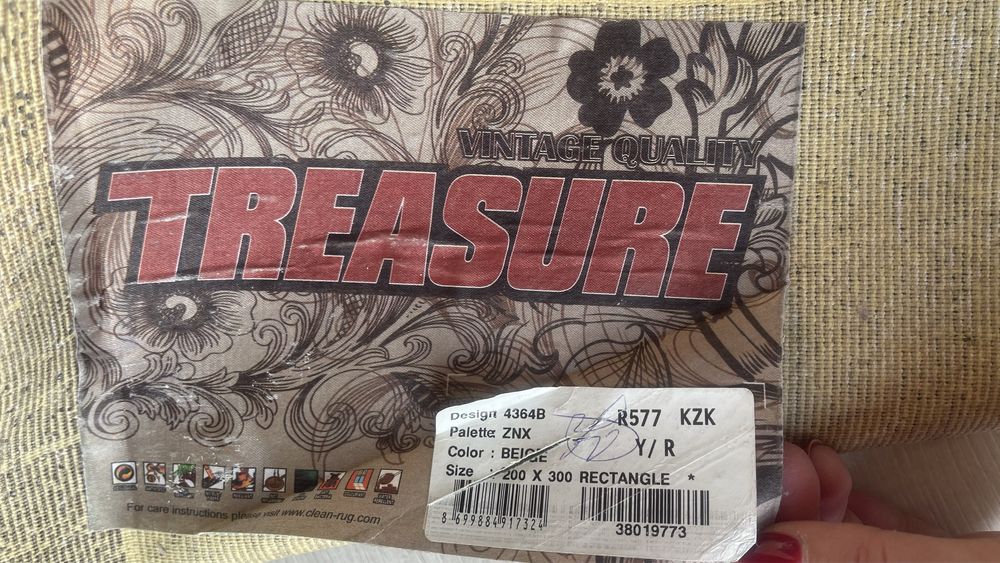 VINTAGE QUALITY
TREASURE
Design 4364B R577 KZK
Palette: ZNX Y/ R
Color : BEIGE
Size : 200 X 300 RECTANGLE *
8 699884 917324
38019773
For care instructions please visit www.clean-rug.com